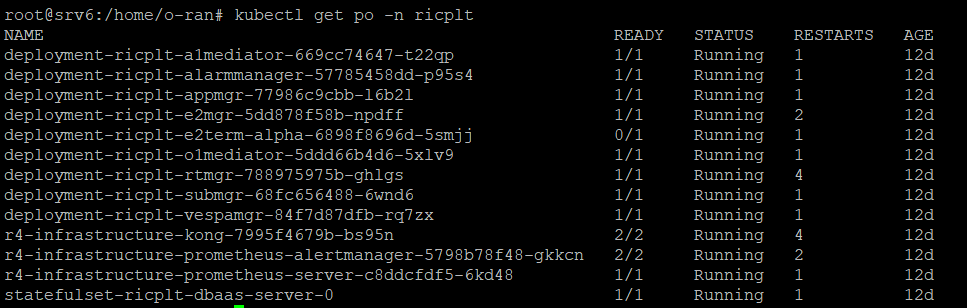 root@srv6:/home/o-ran# kubectl get po -n ricplt
NAME READY STATUS RESTARTS AGE
deployment-ricplt-a1mediator-669cc74647-t22qp 1/1 Running 1 12d
deployment-ricplt-alarmmanager-57785458dd-p95s4 1/1 Running 1 12d
deployment-ricplt-appmgr-77986c9cbb-l6b2l 1/1 Running 1 12d
deployment-ricplt-e2mgr-5dd878f58b-npdff 1/1 Running 2 12d
deployment-ricplt-e2term-alpha-6898f8696d-5smjj 0/1 Running 1 12d
deployment-ricplt-o1mediator-5ddd66b4d6-5xlv9 1/1 Running 1 12d
deployment-ricplt-rtmgr-788975975b-ghlgs 1/1 Running 4 12d
deployment-ricplt-submgr-68fc656488-6wnd6 1/1 Running 1 12d
deployment-ricplt-vespamgr-84f7d87dfb-rq7zx 1/1 Running 1 12d
r4-infrastructure-kong-7995f4679b-bs95n 2/2 Running 4 12d
r4-infrastructure-prometheus-alertmanager-5798b78f48-gkkcn 2/2 Running 2 12d
r4-infrastructure-prometheus-server-c8ddcfdf5-6kd48 1/1 Running 1 12d
statefulset-ricplt-dbaas-server-0 1/1 Running 1 12d